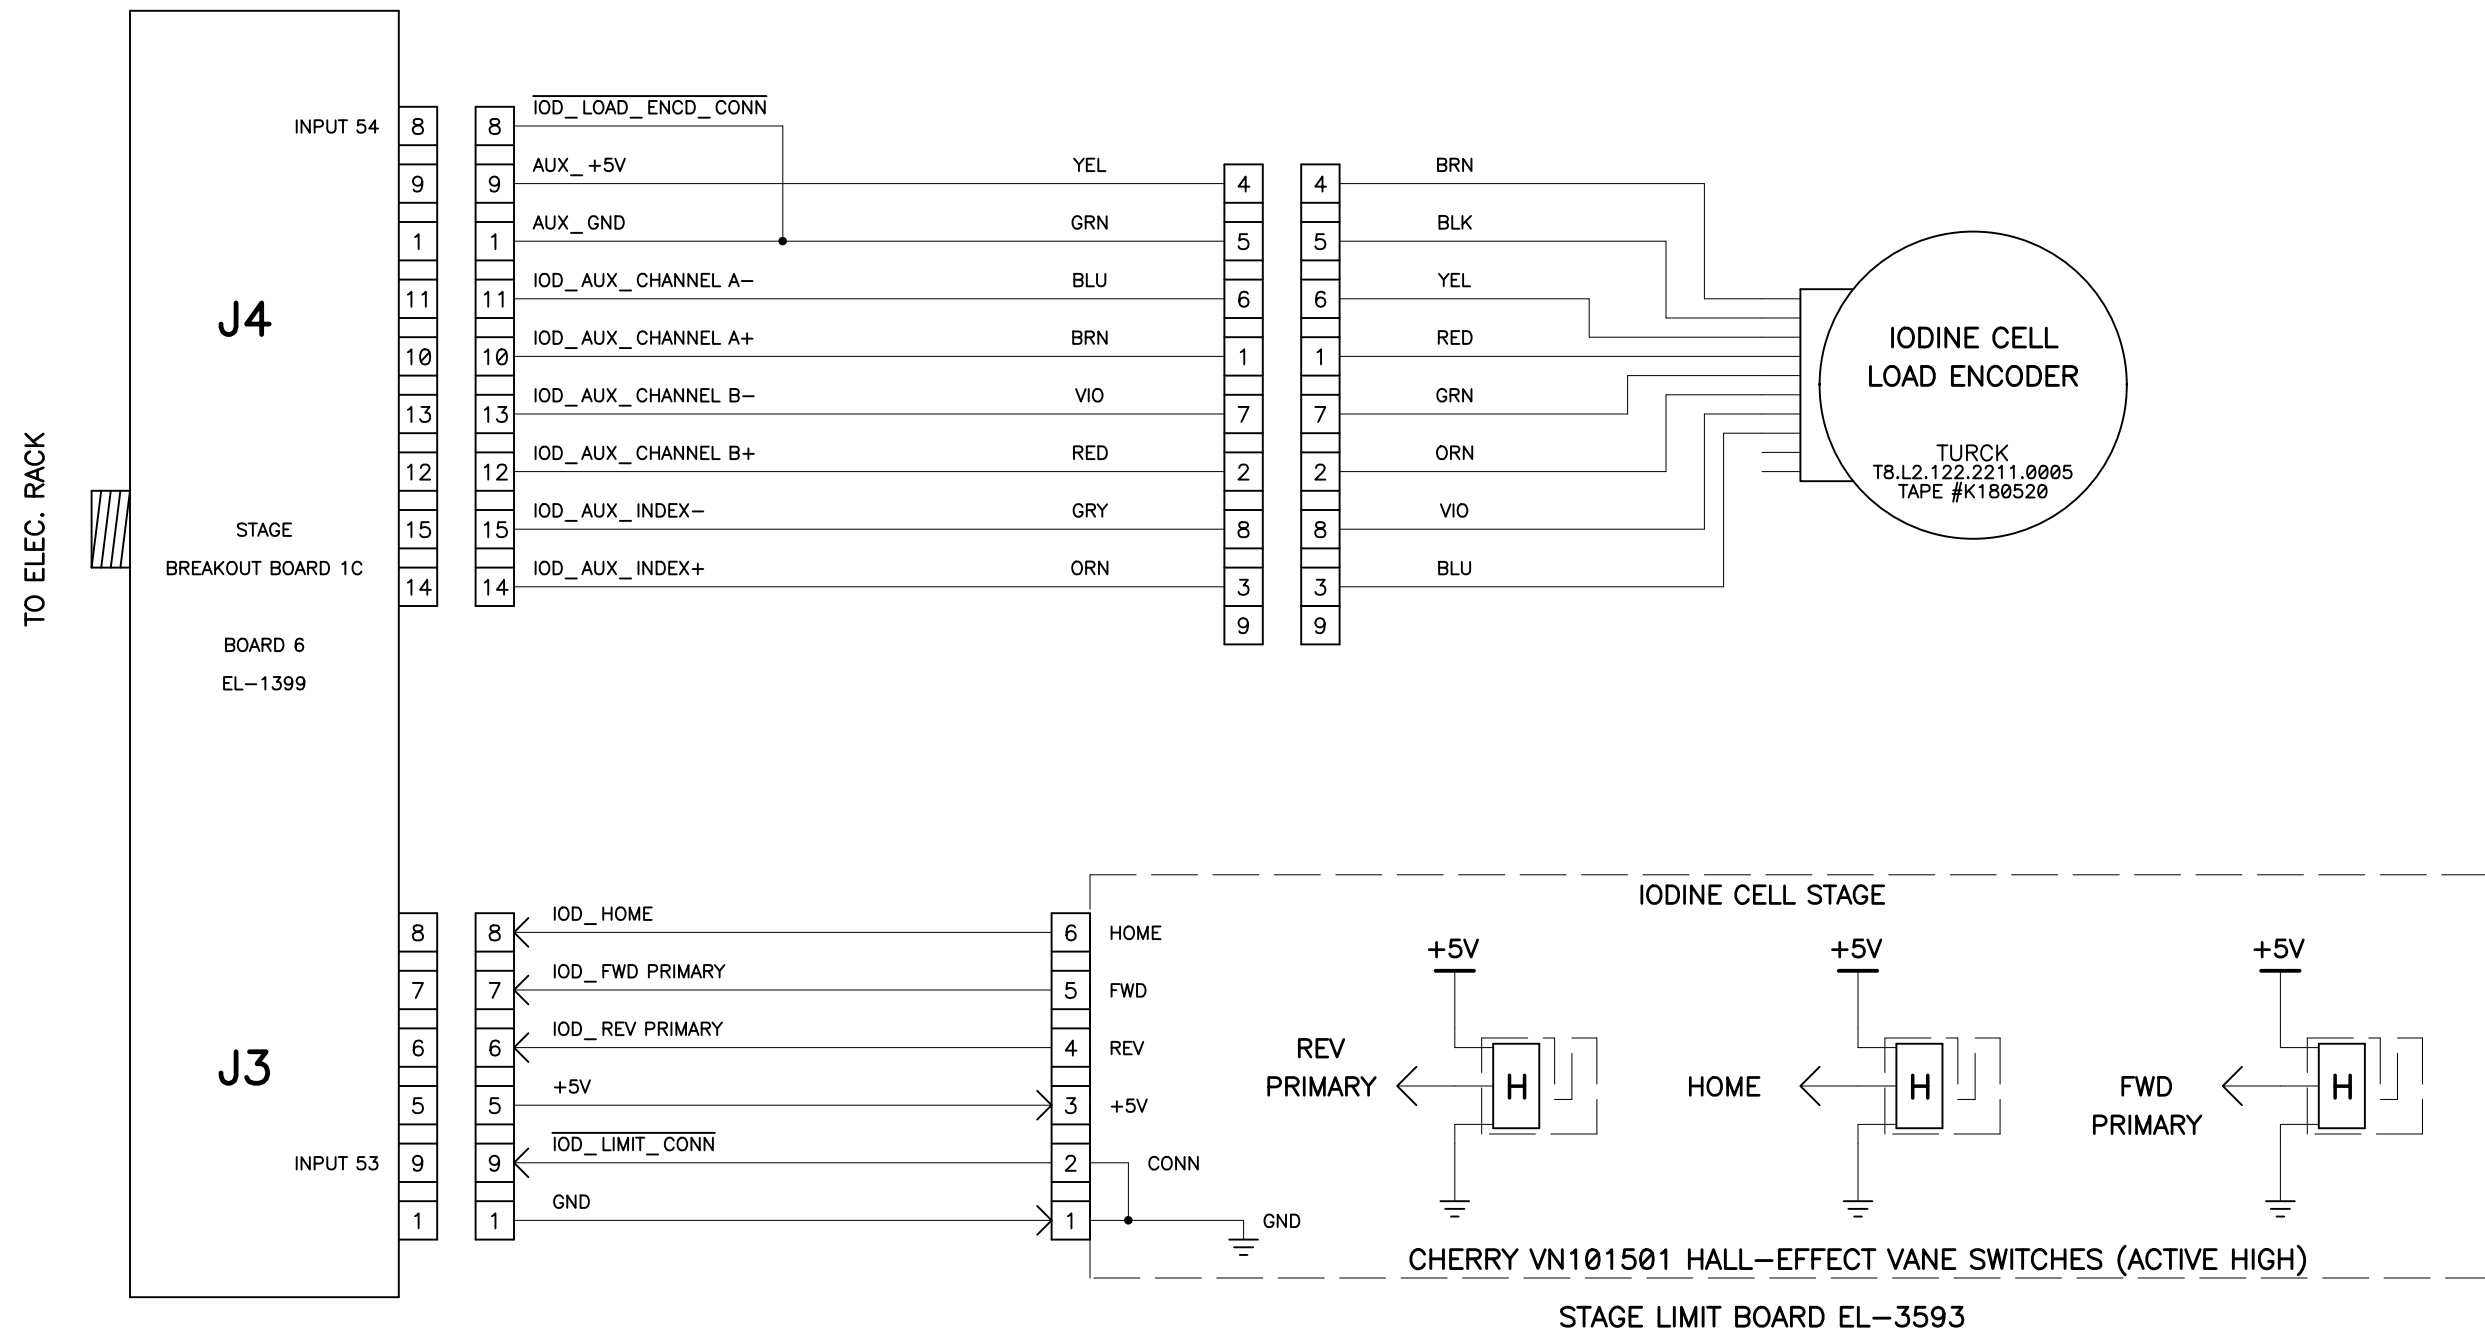 TO ELEC. RACK
INPUT 54
J4
STAGE
BREAKOUT BOARD 1C
BOARD 6
EL-1399
J3
INPUT 53
8 8 IOD_LOAD_ENCD_CONN
9 9 AUX_+5V YEL 4 4 BRN
1 1 AUX_GND GRN 5 5 BLK
11 11 IOD_AUX_CHANNEL A- BLU 6 6 YEL
10 10 IOD_AUX_CHANNEL A+ BRN 1 1 RED
13 13 IOD_AUX_CHANNEL B- VIO 7 7 GRN
12 12 IOD_AUX_CHANNEL B+ RED 2 2 ORN
15 15 IOD_AUX_INDEX- GRY 8 8 VIO
14 14 IOD_AUX_INDEX+ ORN 3 3 BLU
9 9
IODINE CELL
LOAD ENCODER
TURCK
T8.L2.122.2211.0005
TAPE #K180520
8 8 IOD_HOME 6 HOME
7 7 IOD_FWD PRIMARY 5 FWD
6 6 IOD_REV PRIMARY 4 REV
5 5 +5V 3 +5V
9 9 IOD_LIMIT_CONN 2 CONN
1 1 GND 1 GND
IODINE CELL STAGE
+5V +5V +5V
REV
PRIMARY H
HOME H
FWD
PRIMARY H
CHERRY VN101501 HALL-EFFECT VANE SWITCHES (ACTIVE HIGH)
STAGE LIMIT BOARD EL-3593